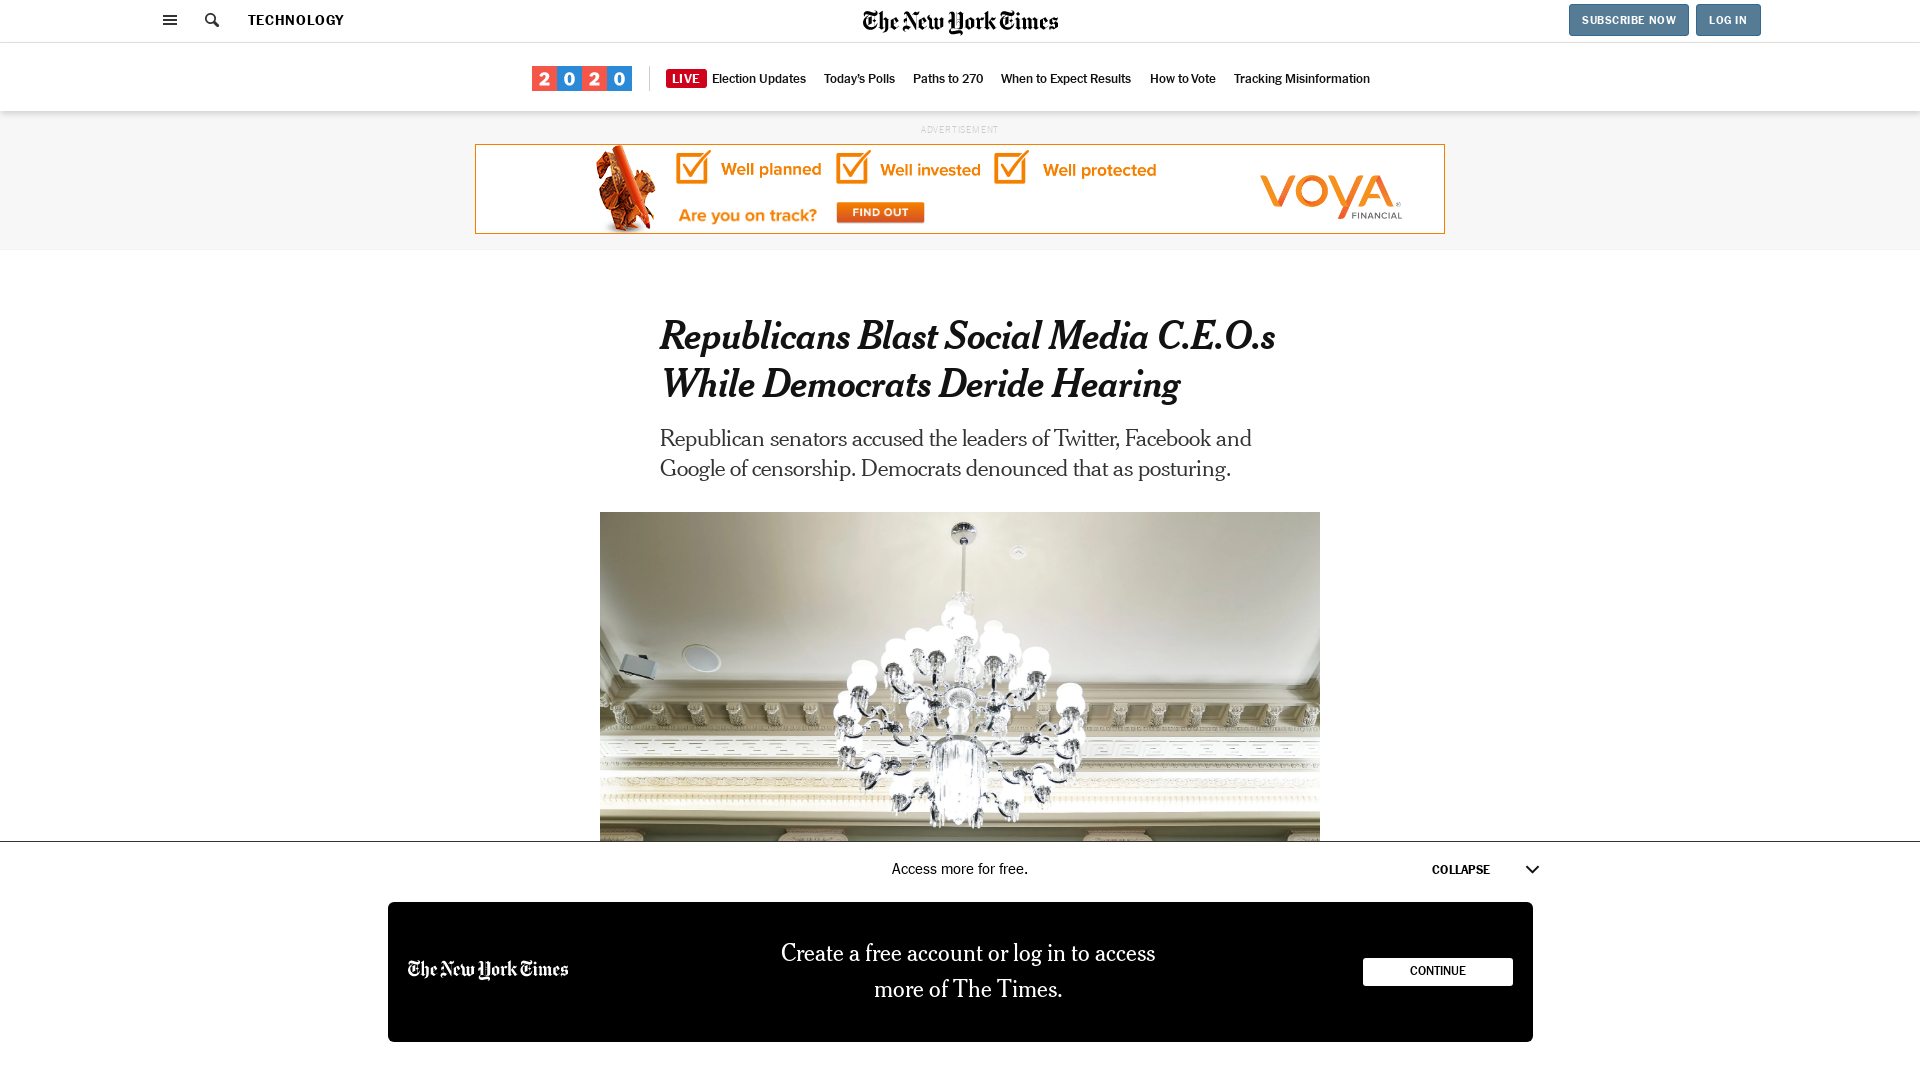 TECHNOLOGY
The New York Times
SUBSCRIBE NOW
LOG IN
2020
LIVE Election Updates
Today's Polls
Paths to 270
When to Expect Results
How to Vote
Tracking Misinformation
ADVERTISEMENT
Well planned
Well invested
Well protected
Are you on track?
FIND OUT
VOYA
FINANCIAL
Republicans Blast Social Media C.E.O.s
While Democrats Deride Hearing
Republican senators accused the leaders of Twitter, Facebook and
Google of censorship. Democrats denounced that as posturing.
Access more for free.
COLLAPSE
The New York Times
Create a free account or log in to access
more of The Times.
CONTINUE